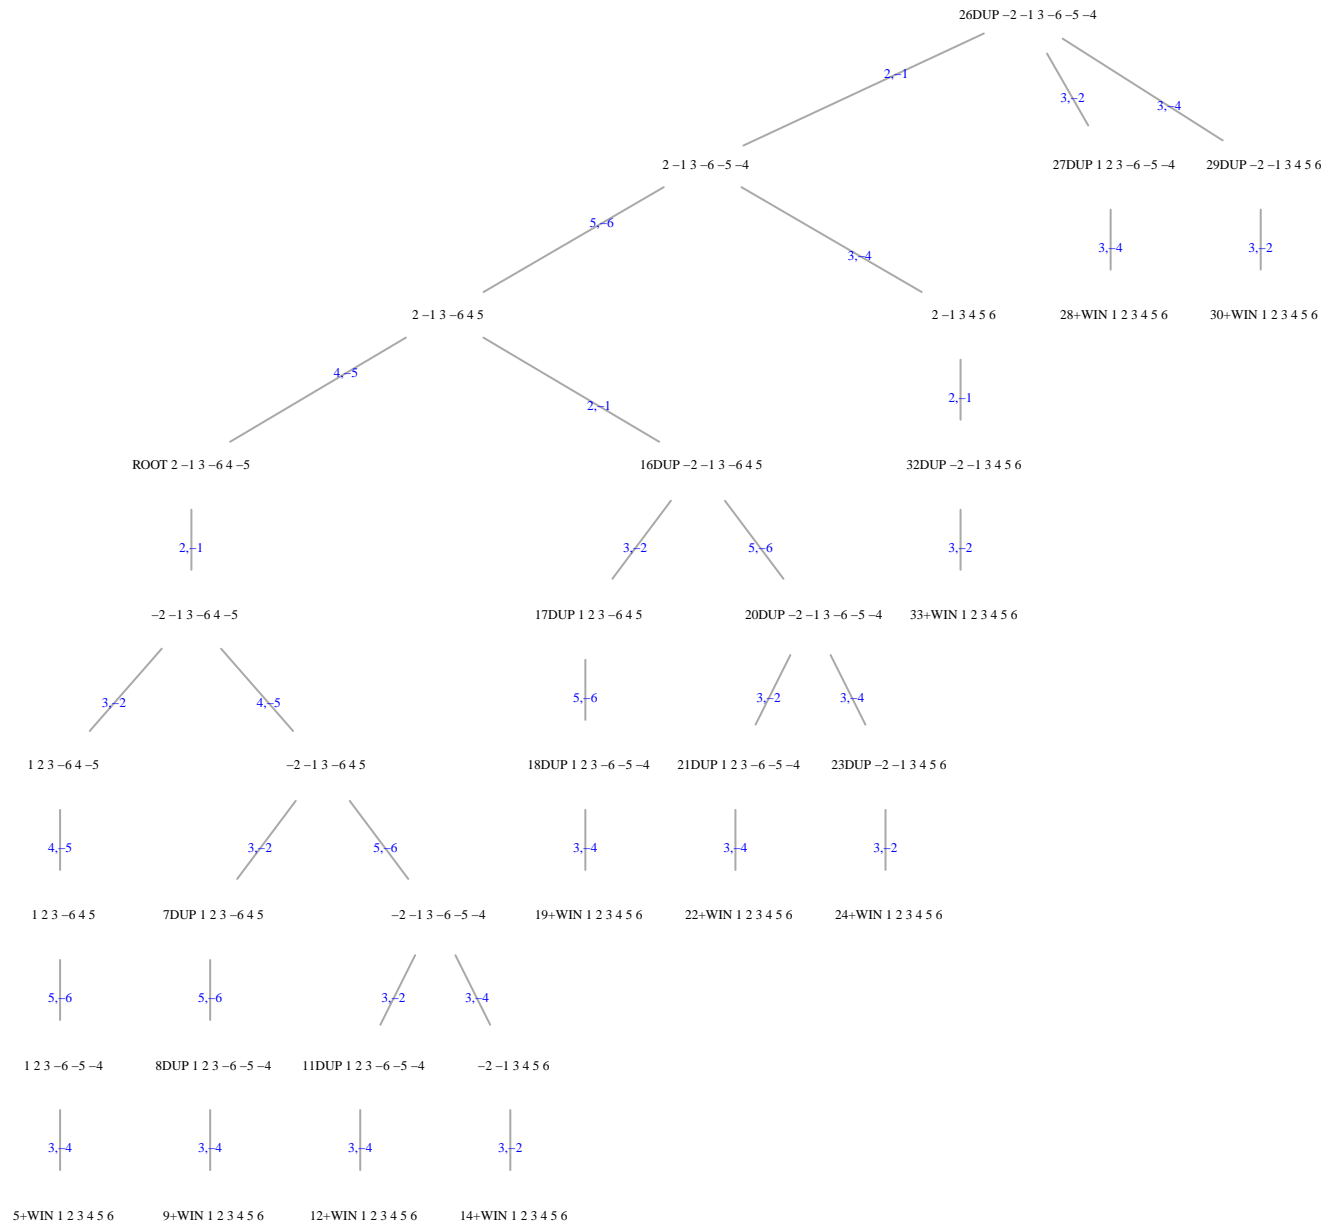 26DUP −2 −1 3 −6 −5 −4
2,−1
3,−2
3,−4
2 −1 3 −6 −5 −4
27DUP 1 2 3 −6 −5 −4
29DUP −2 −1 3 4 5 6
5,−6
3,−4
3,−4
3,−2
2 −1 3 −6 4 5
2 −1 3 4 5 6
28+WIN 1 2 3 4 5 6
30+WIN 1 2 3 4 5 6
4,−5
2,−1
2,−1
ROOT 2 −1 3 −6 4 −5
16DUP −2 −1 3 −6 4 5
32DUP −2 −1 3 4 5 6
2,−1
3,−2
5,−6
3,−2
−2 −1 3 −6 4 −5
17DUP 1 2 3 −6 4 5
20DUP −2 −1 3 −6 −5 −4
33+WIN 1 2 3 4 5 6
3,−2
4,−5
5,−6
3,−2
3,−4
1 2 3 −6 4 −5
−2 −1 3 −6 4 5
18DUP 1 2 3 −6 −5 −4
21DUP 1 2 3 −6 −5 −4
23DUP −2 −1 3 4 5 6
4,−5
3,−2
5,−6
3,−4
3,−4
3,−2
1 2 3 −6 4 5
7DUP 1 2 3 −6 4 5
−2 −1 3 −6 −5 −4
19+WIN 1 2 3 4 5 6
22+WIN 1 2 3 4 5 6
24+WIN 1 2 3 4 5 6
5,−6
5,−6
3,−2
3,−4
1 2 3 −6 −5 −4
8DUP 1 2 3 −6 −5 −4
11DUP 1 2 3 −6 −5 −4
−2 −1 3 4 5 6
3,−4
3,−4
3,−4
3,−2
5+WIN 1 2 3 4 5 6
9+WIN 1 2 3 4 5 6
12+WIN 1 2 3 4 5 6
14+WIN 1 2 3 4 5 6